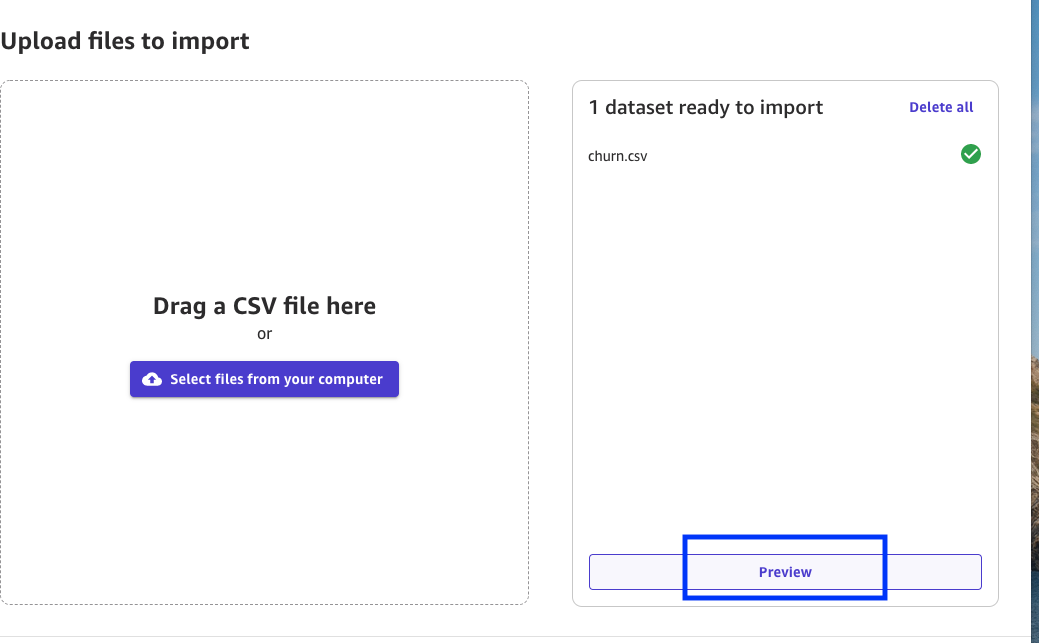 Upload files to import
Drag a CSV file here
or
Select files from your computer
1 dataset ready to import
Delete all
churn.csv
Preview